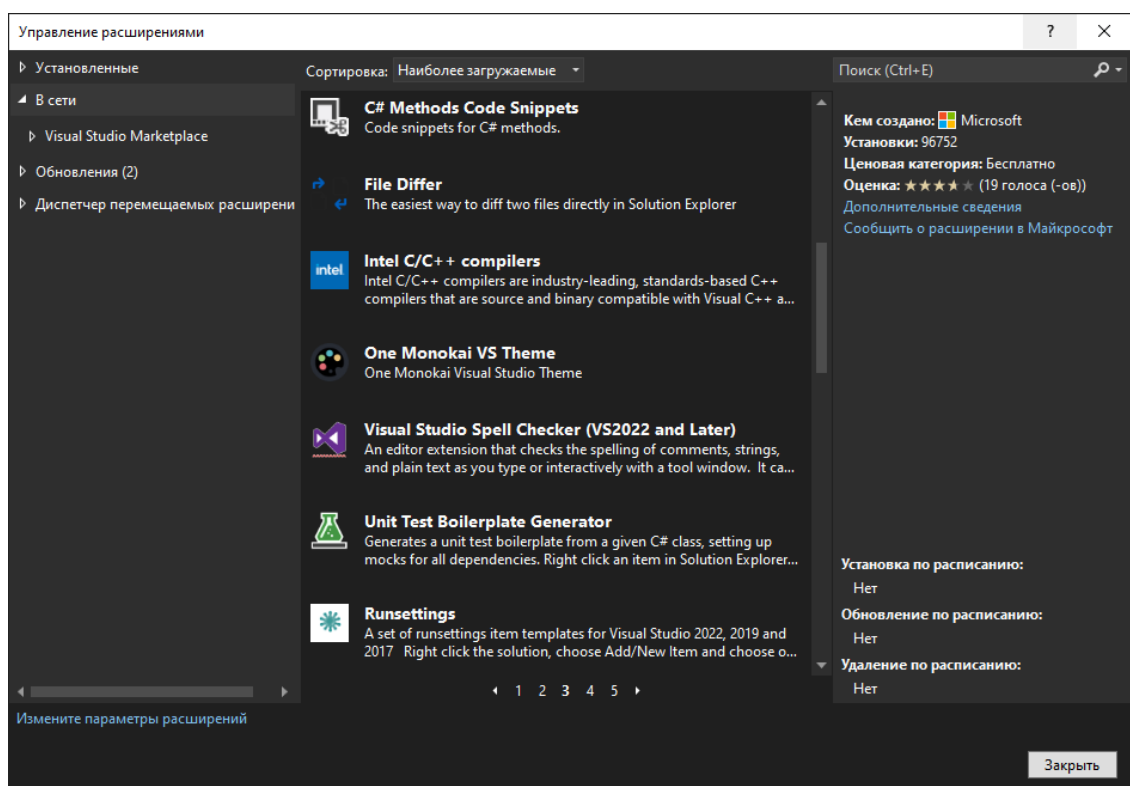 Управление расширениями
?
Установленные
В сети
Visual Studio Marketplace
Обновления (2)
Диспетчер перемещаемых расширени
Сортировка: Наиболее загружаемые
C# Methods Code Snippets
Code snippets for C# methods.
File Differ
The easiest way to diff two files directly in Solution Explorer
intel
Intel C/C++ compilers
Intel C/C++ compilers are industry-leading, standards-based C++
compilers that are source and binary compatible with Visual C++ a...
One Monokai VS Theme
One Monokai Visual Studio Theme
Visual Studio Spell Checker (VS2022 and Later)
An editor extension that checks the spelling of comments, strings,
and plain text as you type or interactively with a tool window. It ca...
Unit Test Boilerplate Generator
Generates a unit test boilerplate from a given C# class, setting up
mocks for all dependencies. Right click an item in Solution Explorer...
Runsettings
A set of runsettings item templates for Visual Studio 2022, 2019 and
2017 Right click the solution, choose Add/New Item and choose o...
1 2 3 4 5
Поиск (Ctrl+E)
Кем создано: Microsoft
Установки: 96752
Ценовая категория: Бесплатно
Оценка: (19 голоса (-ов))
Дополнительные сведения
Сообщить о расширении в Майкрософт
Установка по расписанию:
Нет
Обновление по расписанию:
Нет
Удаление по расписанию:
Нет
Измените параметры расширений
Закрыть